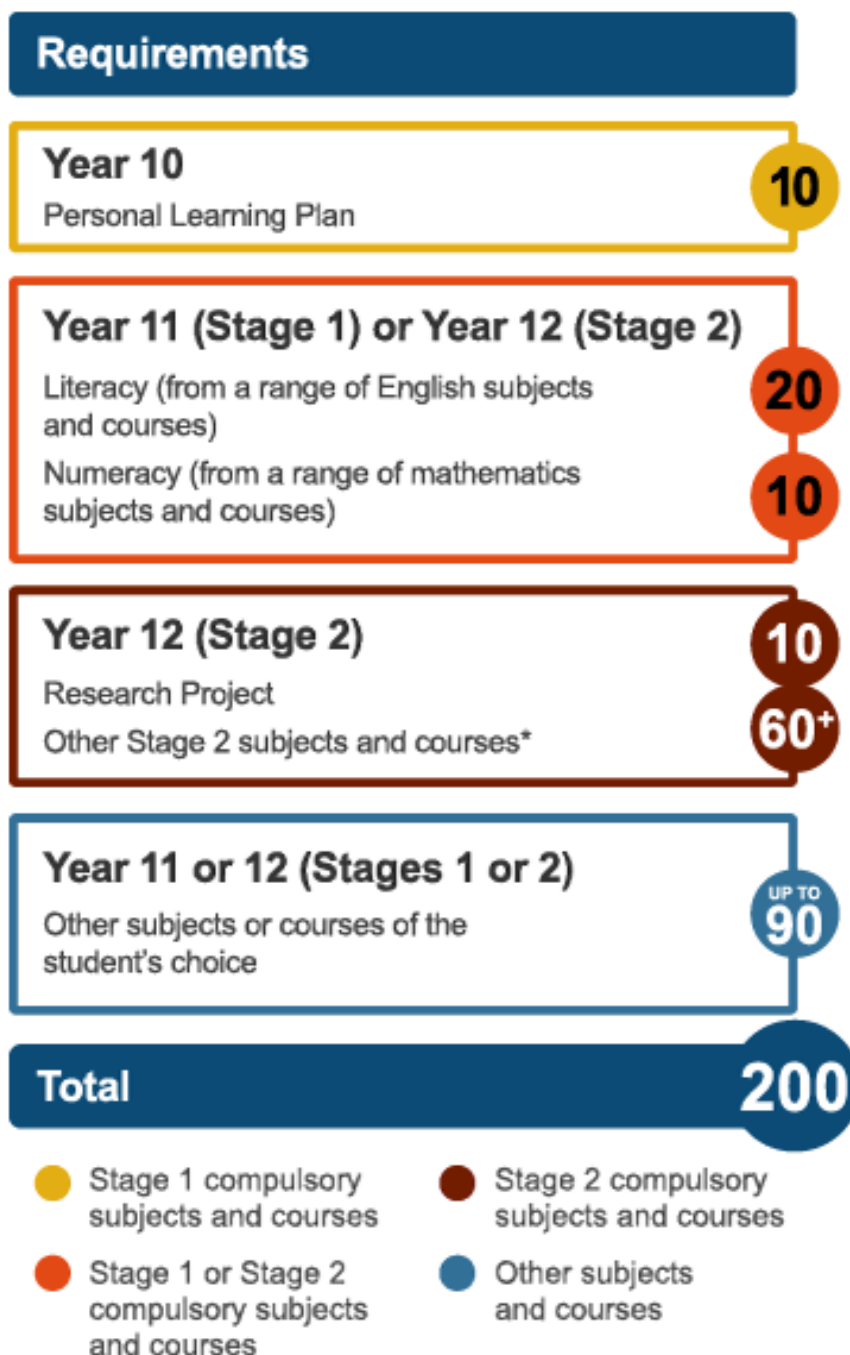 Requirements
Year 10
Personal Learning Plan
10
Year 11 (Stage 1) or Year 12 (Stage 2)
Literacy (from a range of English subjects
and courses)
20
Numeracy (from a range of mathematics
subjects and courses)
10
Year 12 (Stage 2)
10
Research Project
Other Stage 2 subjects and courses*
60+
Year 11 or 12 (Stages 1 or 2)
Other subjects or courses of the
student's choice
UP TO
90
Total
200
Stage 1 compulsory
subjects and courses
Stage 2 compulsory
subjects and courses
Stage 1 or Stage 2
compulsory subjects
and courses
Other subjects
and courses